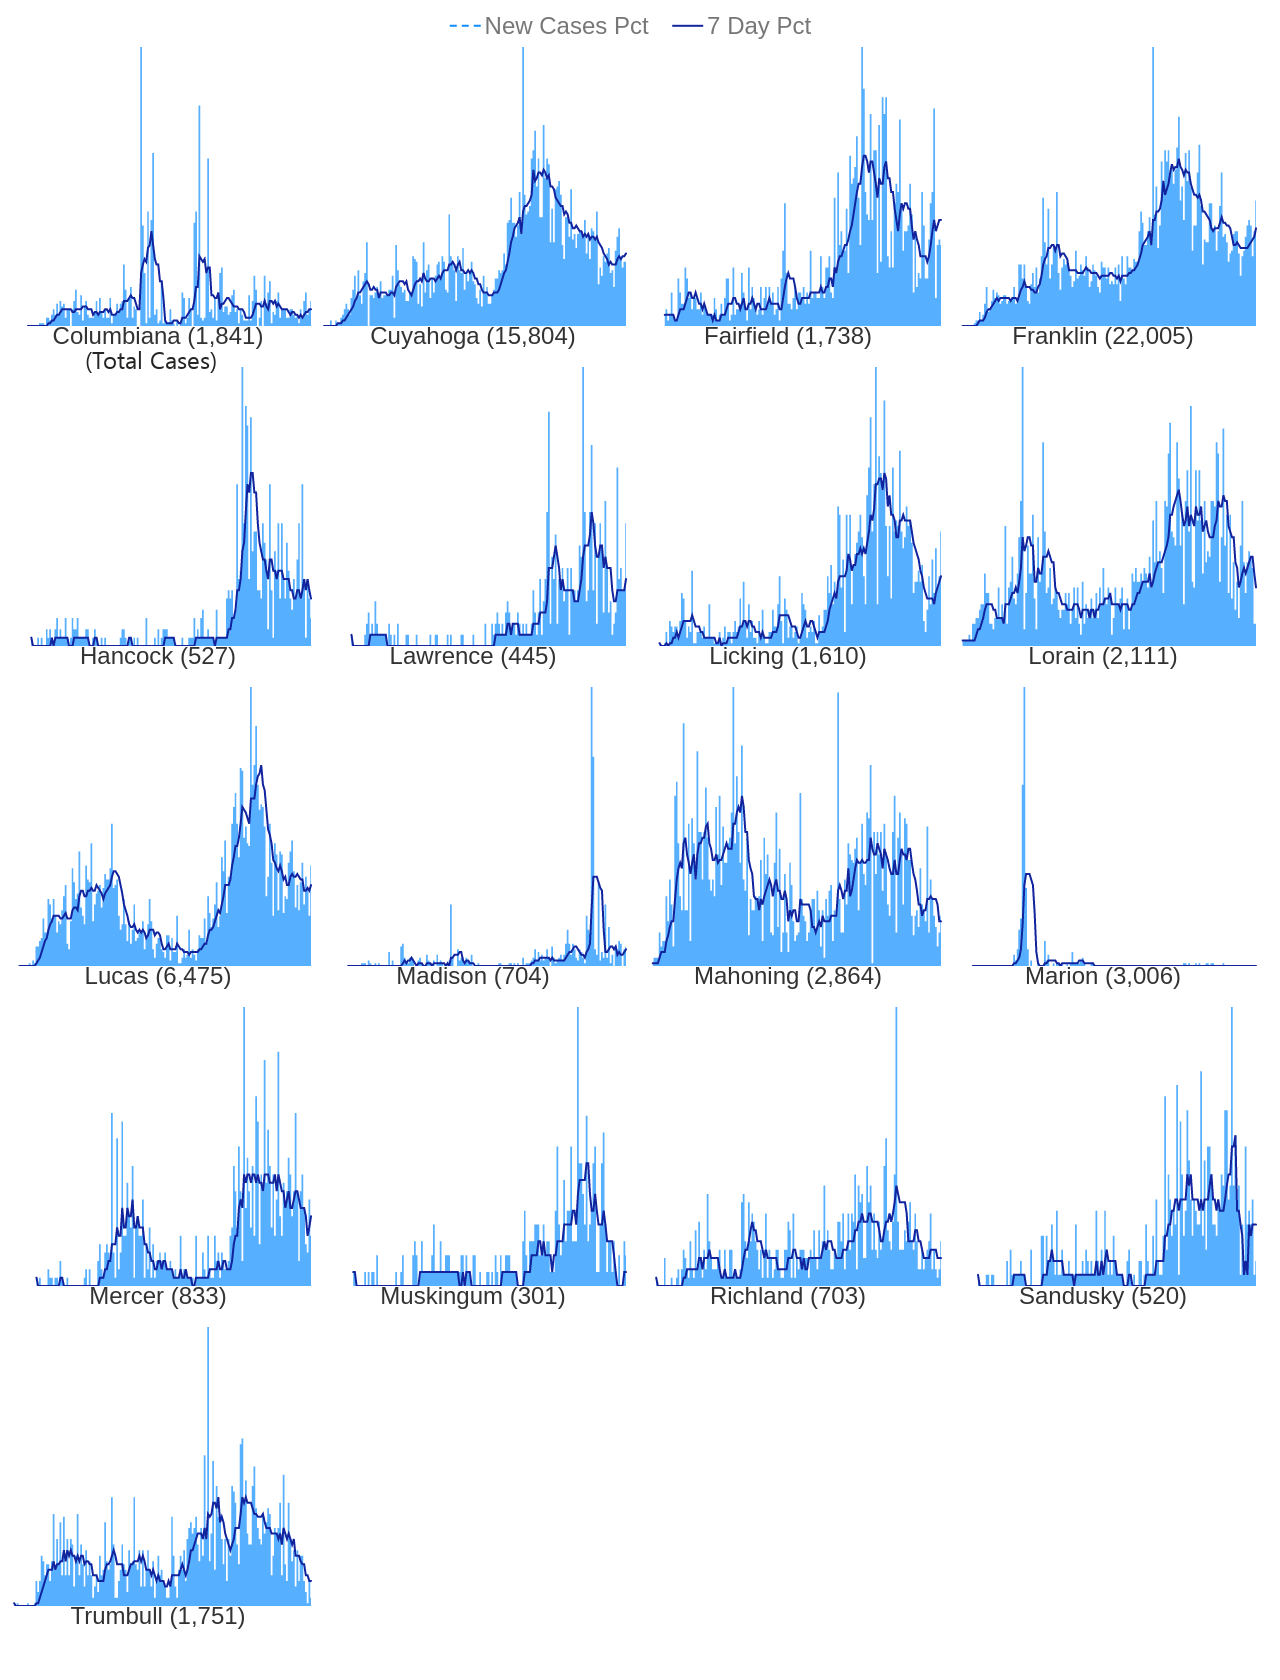 New Cases Pct 7 Day Pct
Columbiana (1,841) Cuyahoga (15,804) Fairfield (1,738) Franklin (22,005)
(Total Cases)
Hancock (527) Lawrence (445) Licking (1,610) Lorain (2,111)
Lucas (6,475) Madison (704) Mahoning (2,864) Marion (3,006)
Mercer (833) Muskingum (301) Richland (703) Sandusky (520)
Trumbull (1,751)